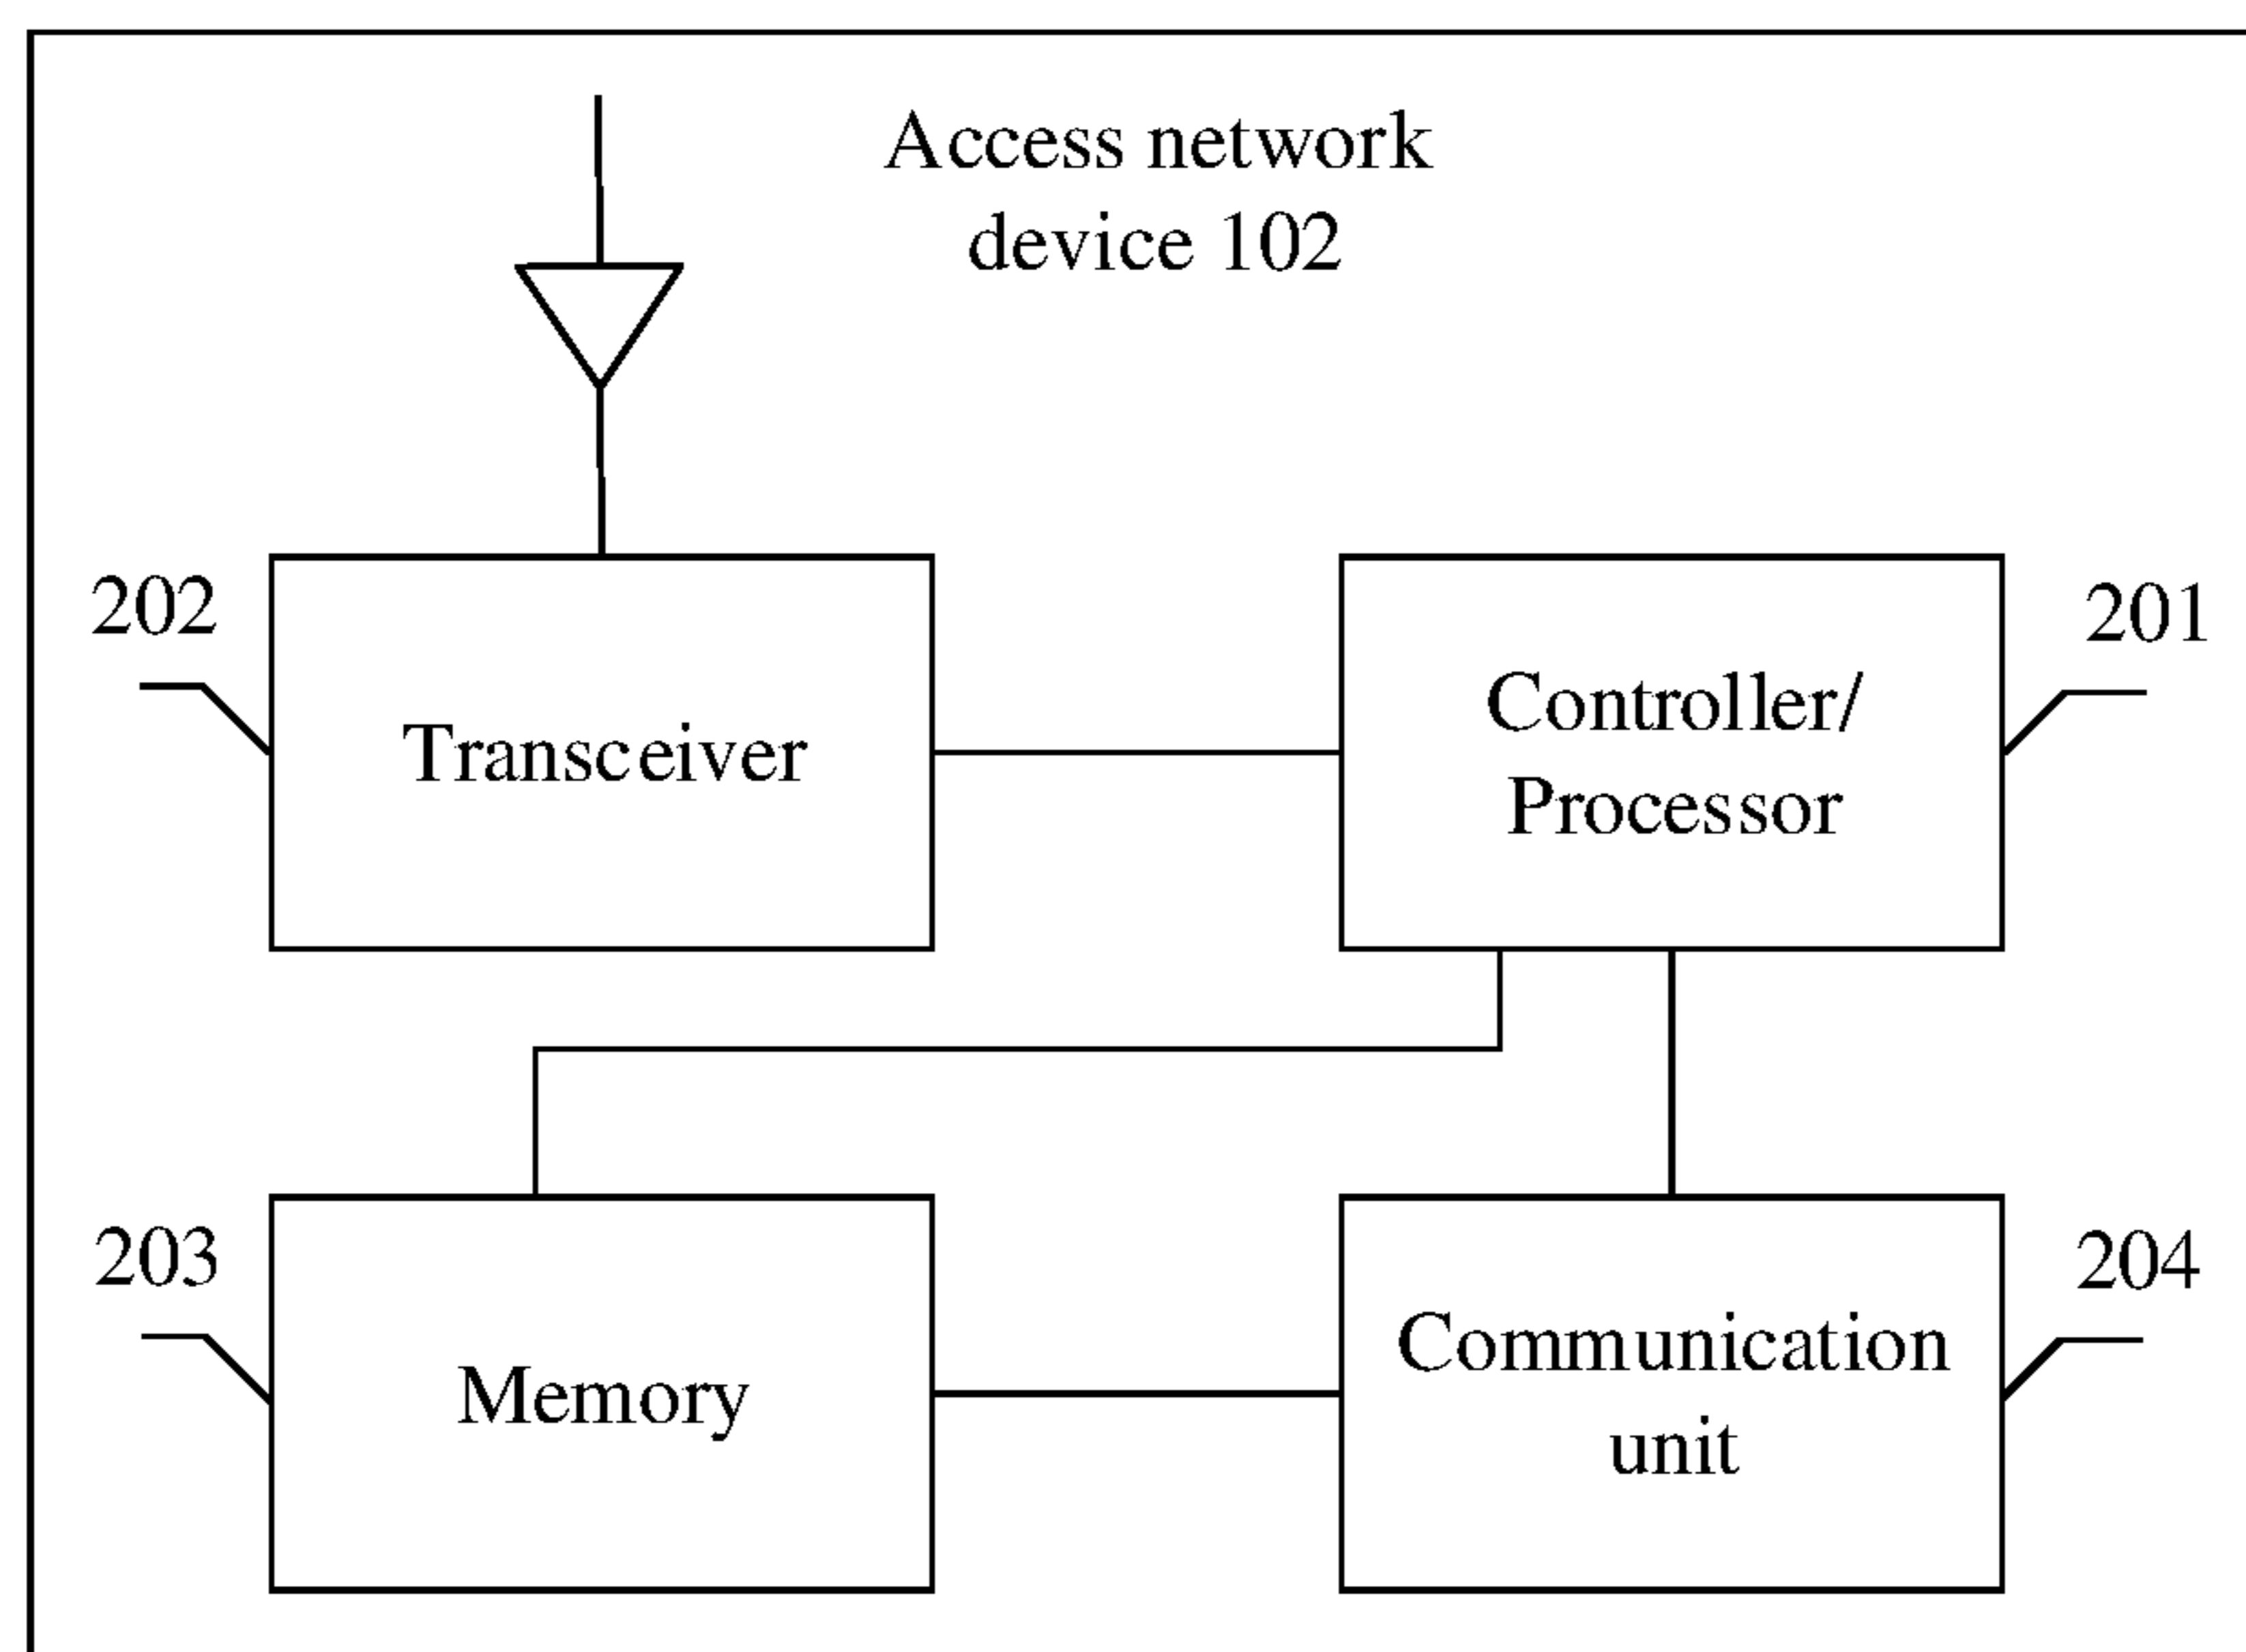 Access network
device 102
202
Transceiver
Controller/
Processor
201
203
Memory
Communication
unit
204